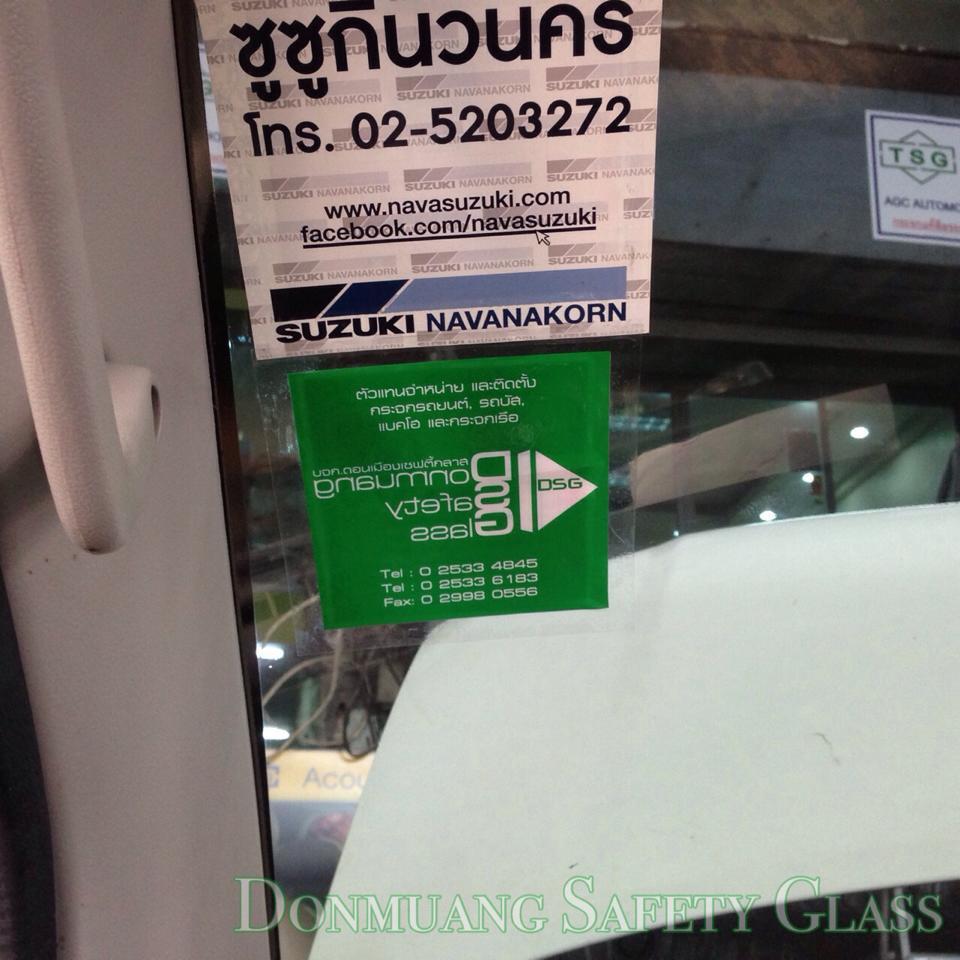 ซูซูกินวนคร
โทร. 02-5203272
www.navasuzuki.com
facebook.com/navasuzuki
SUZUKI NAVANAKORN
TSG
AGC AUTOMO
ตัวแทนจำหน่าย และติดตั้ง
กระจกรถยนต์, รถบัส,
แบคโฮ และกระจกเรือ
บจก.ดอนเมืองเซฟตี้กลาส
Donmuang
Safety
Glass
DSG
Tel : 0 2533 4845
Tel : 0 2533 6183
Fax: 0 2998 0556
Acou
DONMUANG SAFETY GLASS